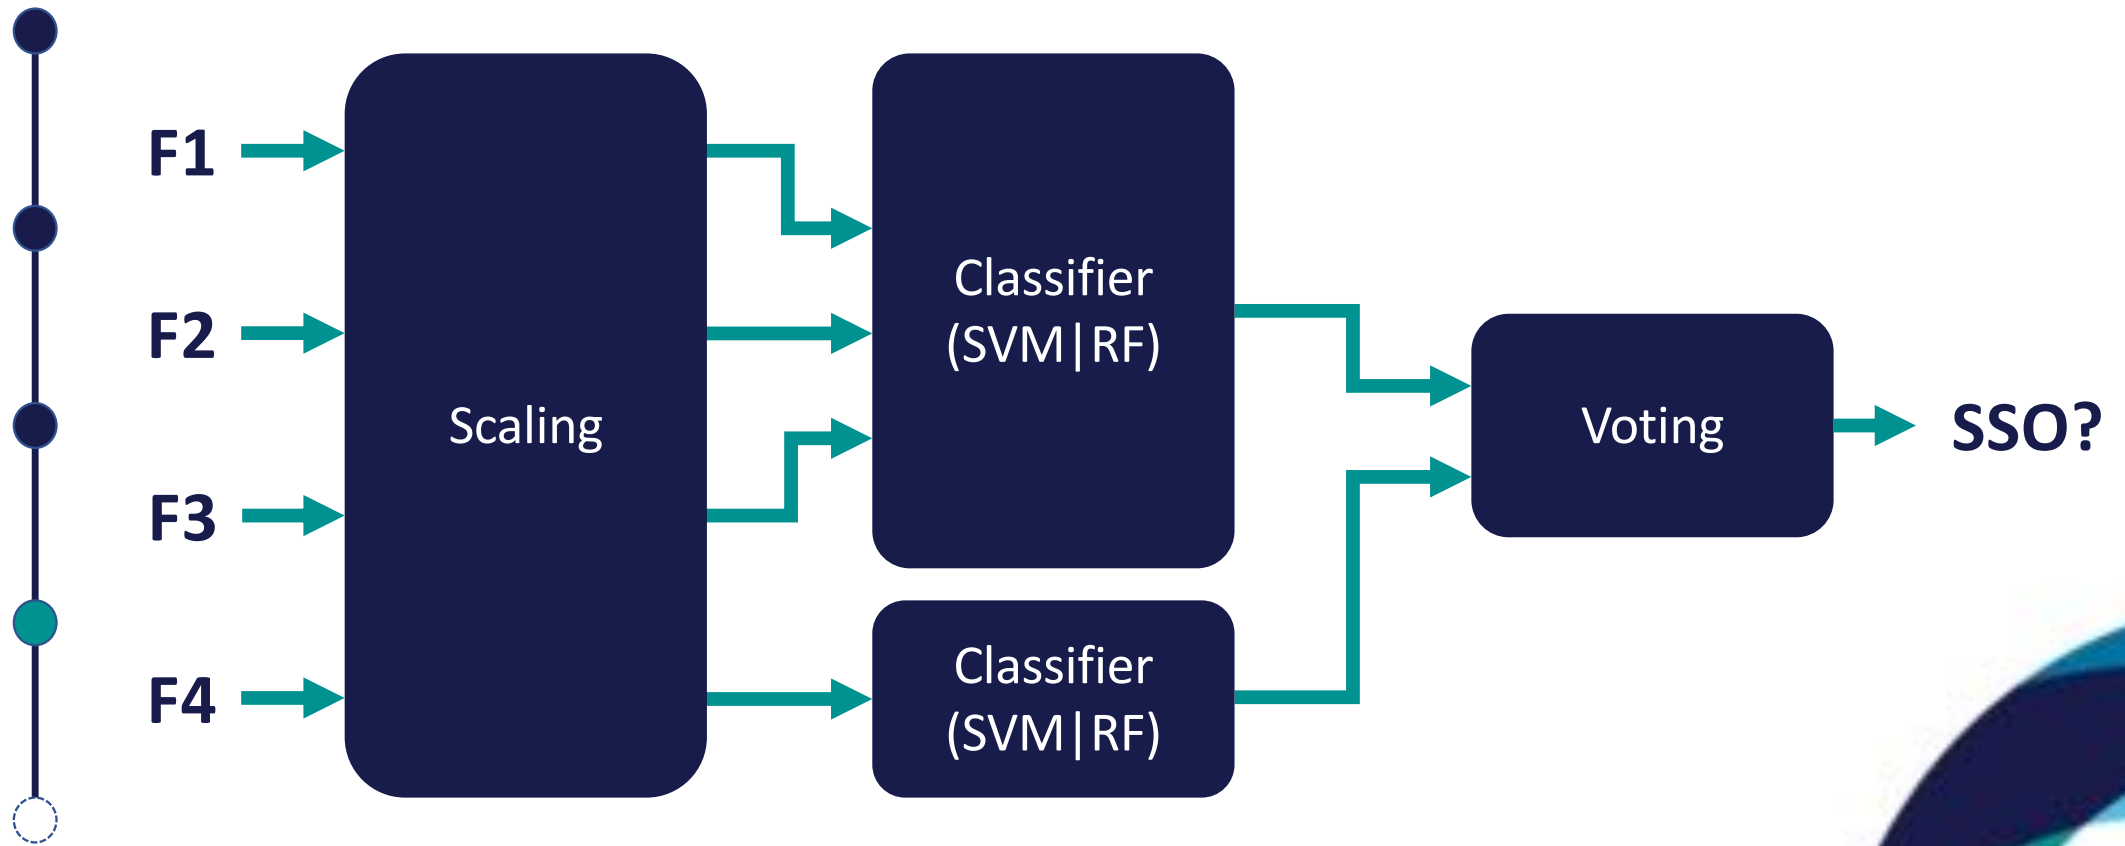 F1
F2
F3
F4
Scaling
Classifier
(SVM|RF)
Classifier
(SVM|RF)
Voting
SSO?